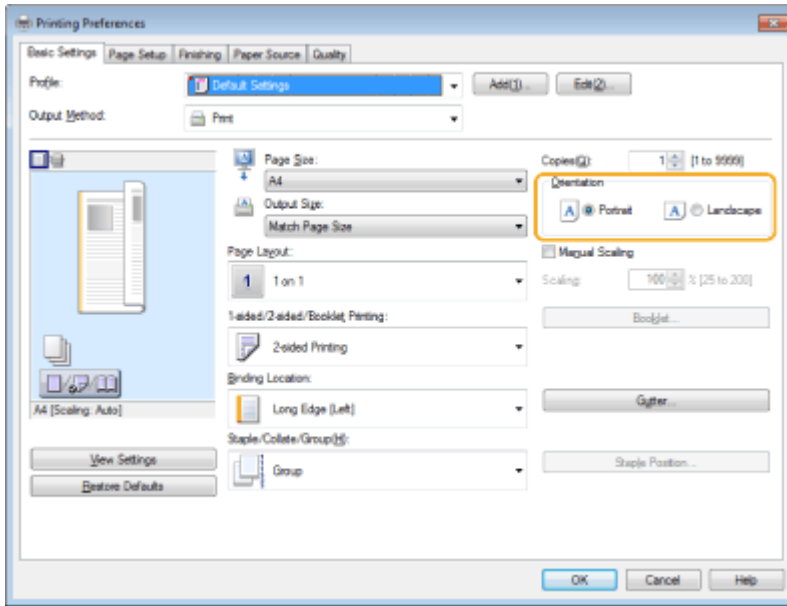 Printing Preferences
Basic Settings Page Setup Finishing Paper Source Quality
Profile: Default Settings Add(1)... Edit(2)...
Output Method: Print
Page Size:
A4
Output Size:
Match Page Size
Page Layout:
1 1 on 1
1-sided/2-sided/Booklet Printing:
2-sided Printing
Binding Location:
Long Edge [Left]
Staple/Collate/Group(H):
Group
Copies(Q): 1 [1 to 9999]
Orientation
A Portrait A Landscape
Manual Scaling
Scaling: 100 % [25 to 200]
Booklet...
Gutter...
Staple Position...
A4 [Scaling: Auto]
View Settings
Restore Defaults
OK Cancel Help